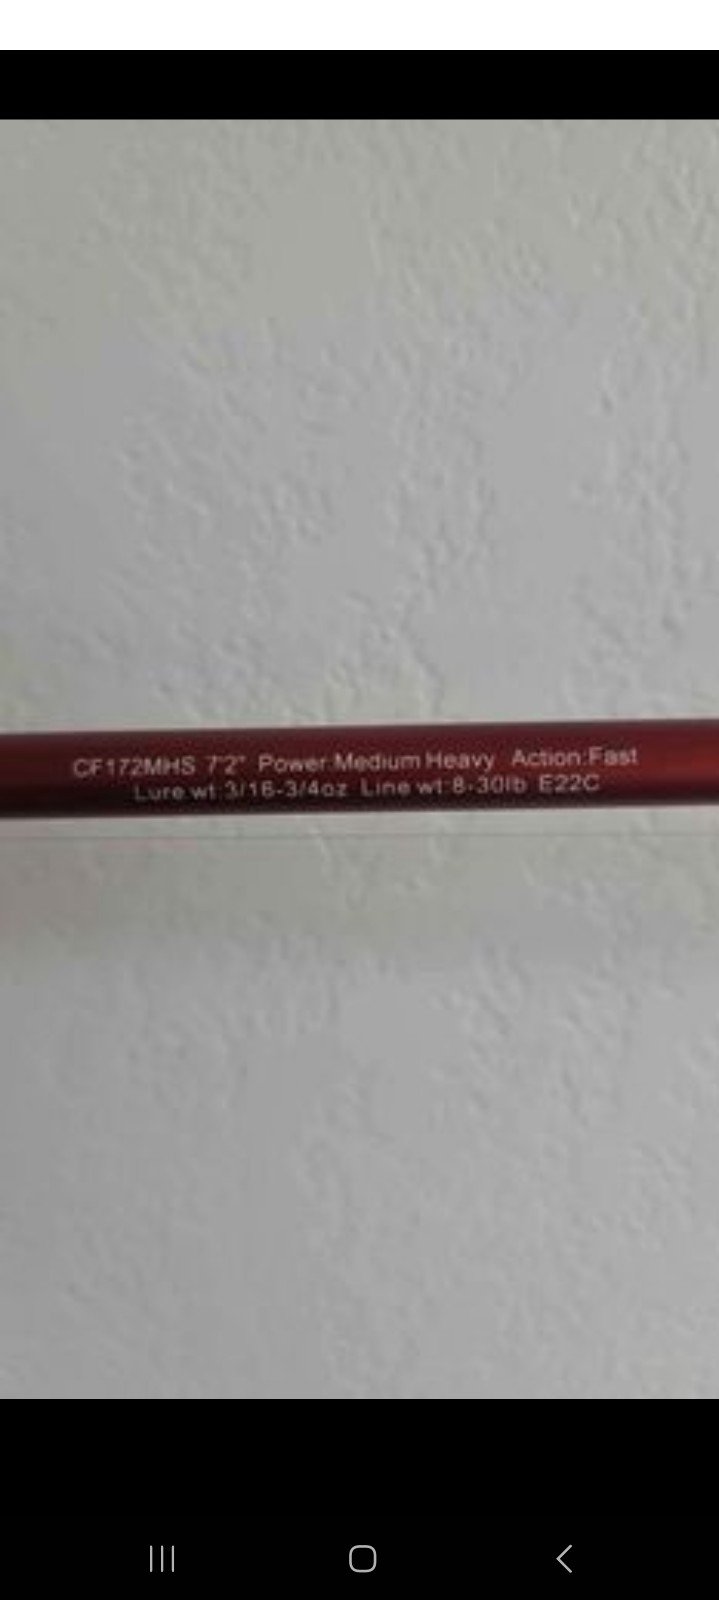 CF172MHS 7'2" Power:Medium Heavy Action:Fast
Lure wt:3/16-3/4oz Line wt:8-30lb E22C